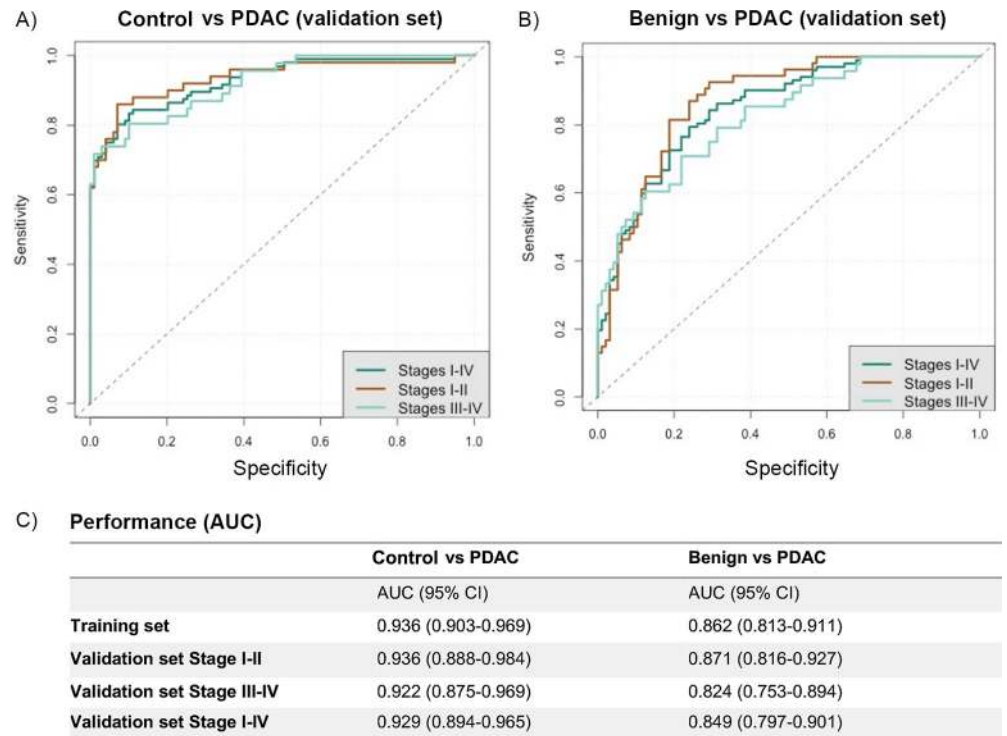 A) Control vs PDAC (validation set)
Sensitivity
0.0 0.2 0.4 0.6 0.8 1.0
0.0 0.2 0.4 0.6 0.8 1.0
Specificity
Stages I-IV
Stages I-II
Stages III-IV
B) Benign vs PDAC (validation set)
Sensitivity
0.0 0.2 0.4 0.6 0.8 1.0
0.0 0.2 0.4 0.6 0.8 1.0
Specificity
Stages I-IV
Stages I-II
Stages III-IV
C) Performance (AUC)
Control vs PDAC Benign vs PDAC
AUC (95% CI) AUC (95% CI)
Training set 0.936 (0.903-0.969) 0.862 (0.813-0.911)
Validation set Stage I-II 0.936 (0.888-0.984) 0.871 (0.816-0.927)
Validation set Stage III-IV 0.922 (0.875-0.969) 0.824 (0.753-0.894)
Validation set Stage I-IV 0.929 (0.894-0.965) 0.849 (0.797-0.901)